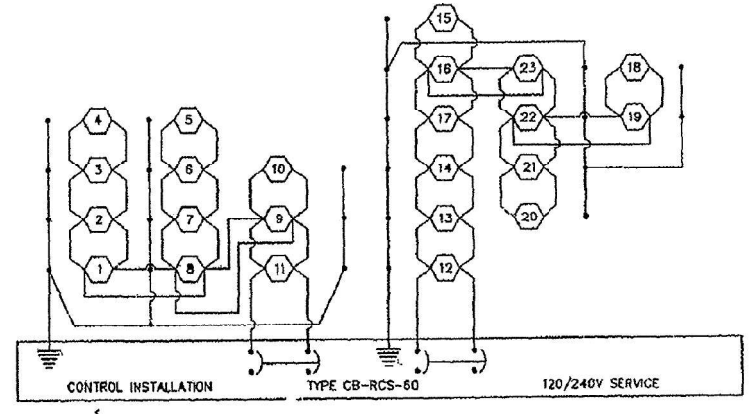 15
16 23 18
4 5 17 22 19
3 6 10 14 21
2 7 9 13 20
1 8 11 12
CONTROL INSTALLATION TYPE CB-RCS-60 120/240V SERVICE